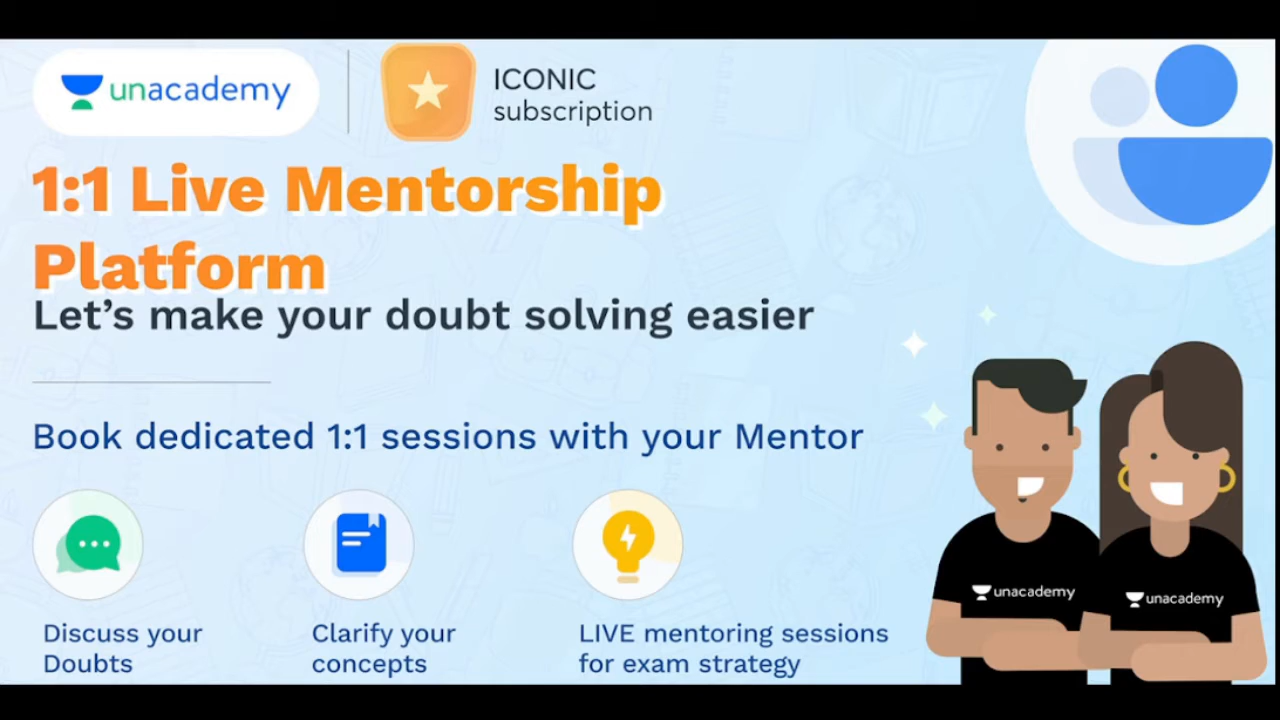 unacademy
ICONIC
subscription
1:1 Live Mentorship
Platform
Let's make your doubt solving easier
Book dedicated 1:1 sessions with your Mentor
Discuss your
Doubts
Clarify your
concepts
LIVE mentoring sessions
for exam strategy
unacademy
unacademy